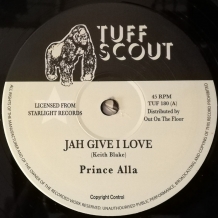 TUFF
SCOUT
LICENSED FROM
STARLIGHT RECORDS
45 RPM
TUF 180 (A)
Distributed by
Out On The Floor
JAH GIVE I LOVE
(Keith Blake)
Prince Alla
Copyright Control